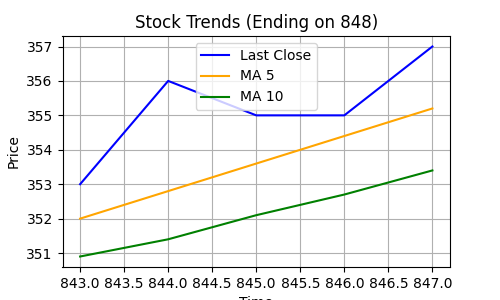 Stock Trends (Ending on 848)
Last Close
MA 5
MA 10
Price
357
356
355
354
353
352
351
843.0 843.5 844.0 844.5 845.0 845.5 846.0 846.5 847.0
Time